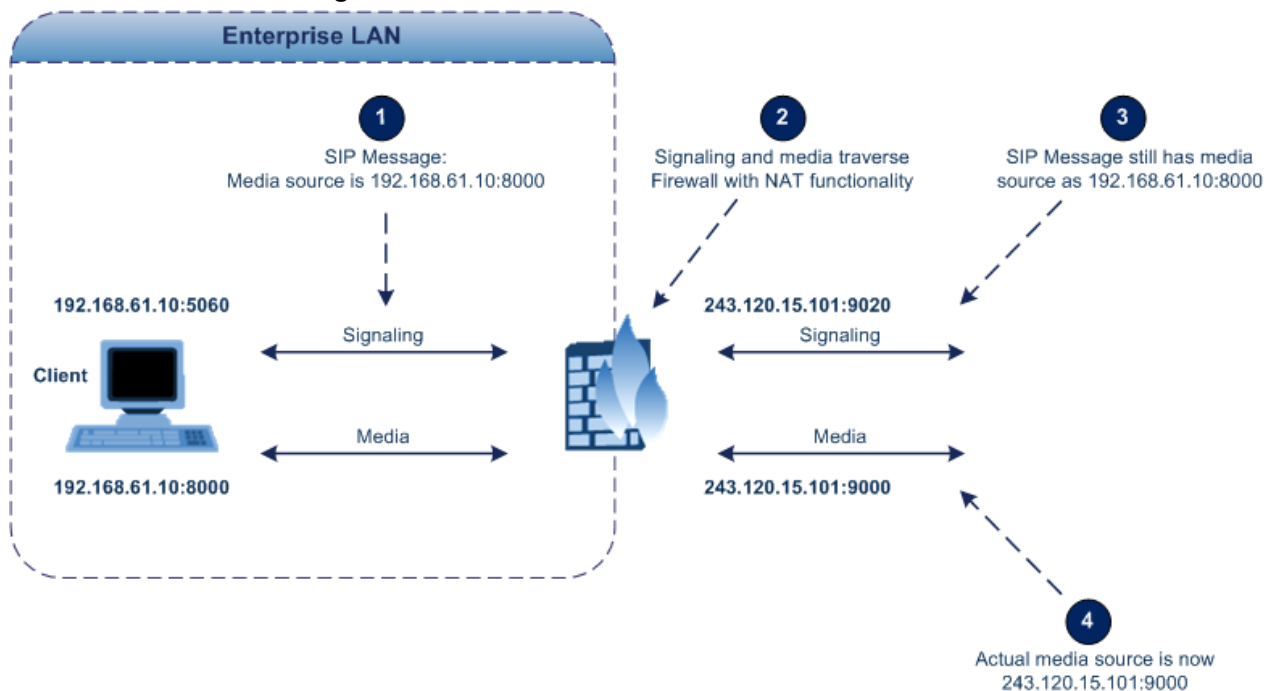 Enterprise LAN
1
SIP Message:
Media source is 192.168.61.10:8000
2
Signaling and media traverse
Firewall with NAT functionality
3
SIP Message still has media
source as 192.168.61.10:8000
192.168.61.10:5060
Signaling
243.120.15.101:9020
Signaling
Client
Media
Media
192.168.61.10:8000
243.120.15.101:9000
4
Actual media source is now
243.120.15.101:9000